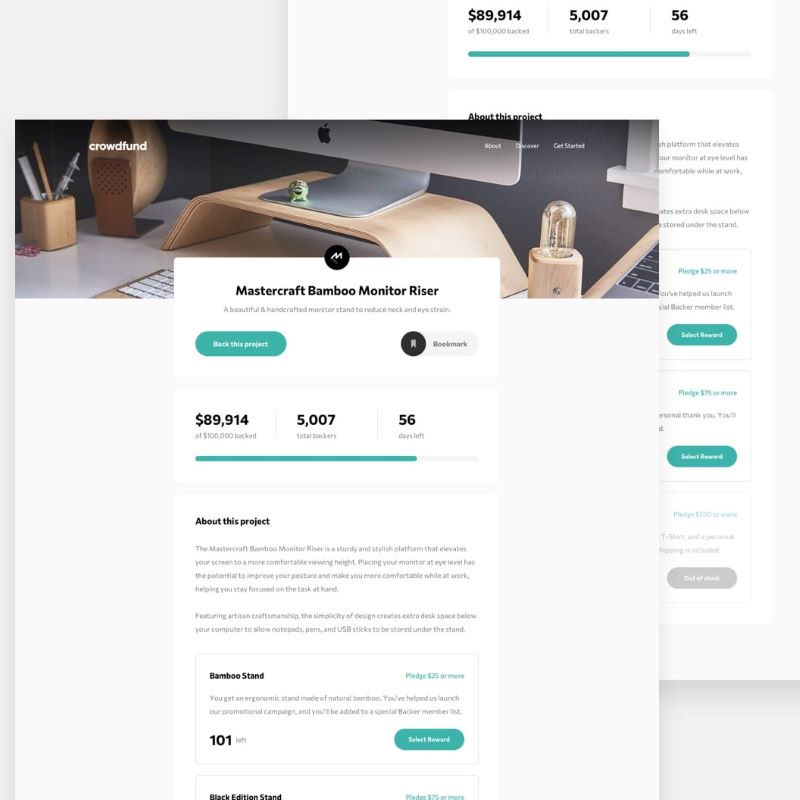 $89,914 5,007 56
of $100,000 backed total backers days left
About this project
sh platform that elevates
our monitor at eye level has
omfortable while at work,
ates extra desk space below
e stored under the stand.
Pledge $25 or more
ou've helped us launch
cial Backer member list.
Select Reward
Pledge $75 or more
ersonal thank you. You'll
d.
Select Reward
Pledge $200 or more
T-Shirt, and a personal
hipping is included.
Out of stock
crowdfund About Discover Get Started
Mastercraft Bamboo Monitor Riser
A beautiful & handcrafted monitor stand to reduce neck and eye strain.
Back this project Bookmark
$89,914 5,007 56
of $100,000 backed total backers days left
About this project
The Mastercraft Bamboo Monitor Riser is a sturdy and stylish platform that elevates
your screen to a more comfortable viewing height. Placing your monitor at eye level has
the potential to improve your posture and make you more comfortable while at work,
helping you stay focused on the task at hand.
Featuring artisan craftsmanship, the simplicity of design creates extra desk space below
your computer to allow notepads, pens, and USB sticks to be stored under the stand.
Bamboo Stand Pledge $25 or more
You get an ergonomic stand made of natural bamboo. You've helped us launch
our promotional campaign, and you'll be added to a special Backer member list.
101 left Select Reward
Black Edition Stand Pledge $75 or more